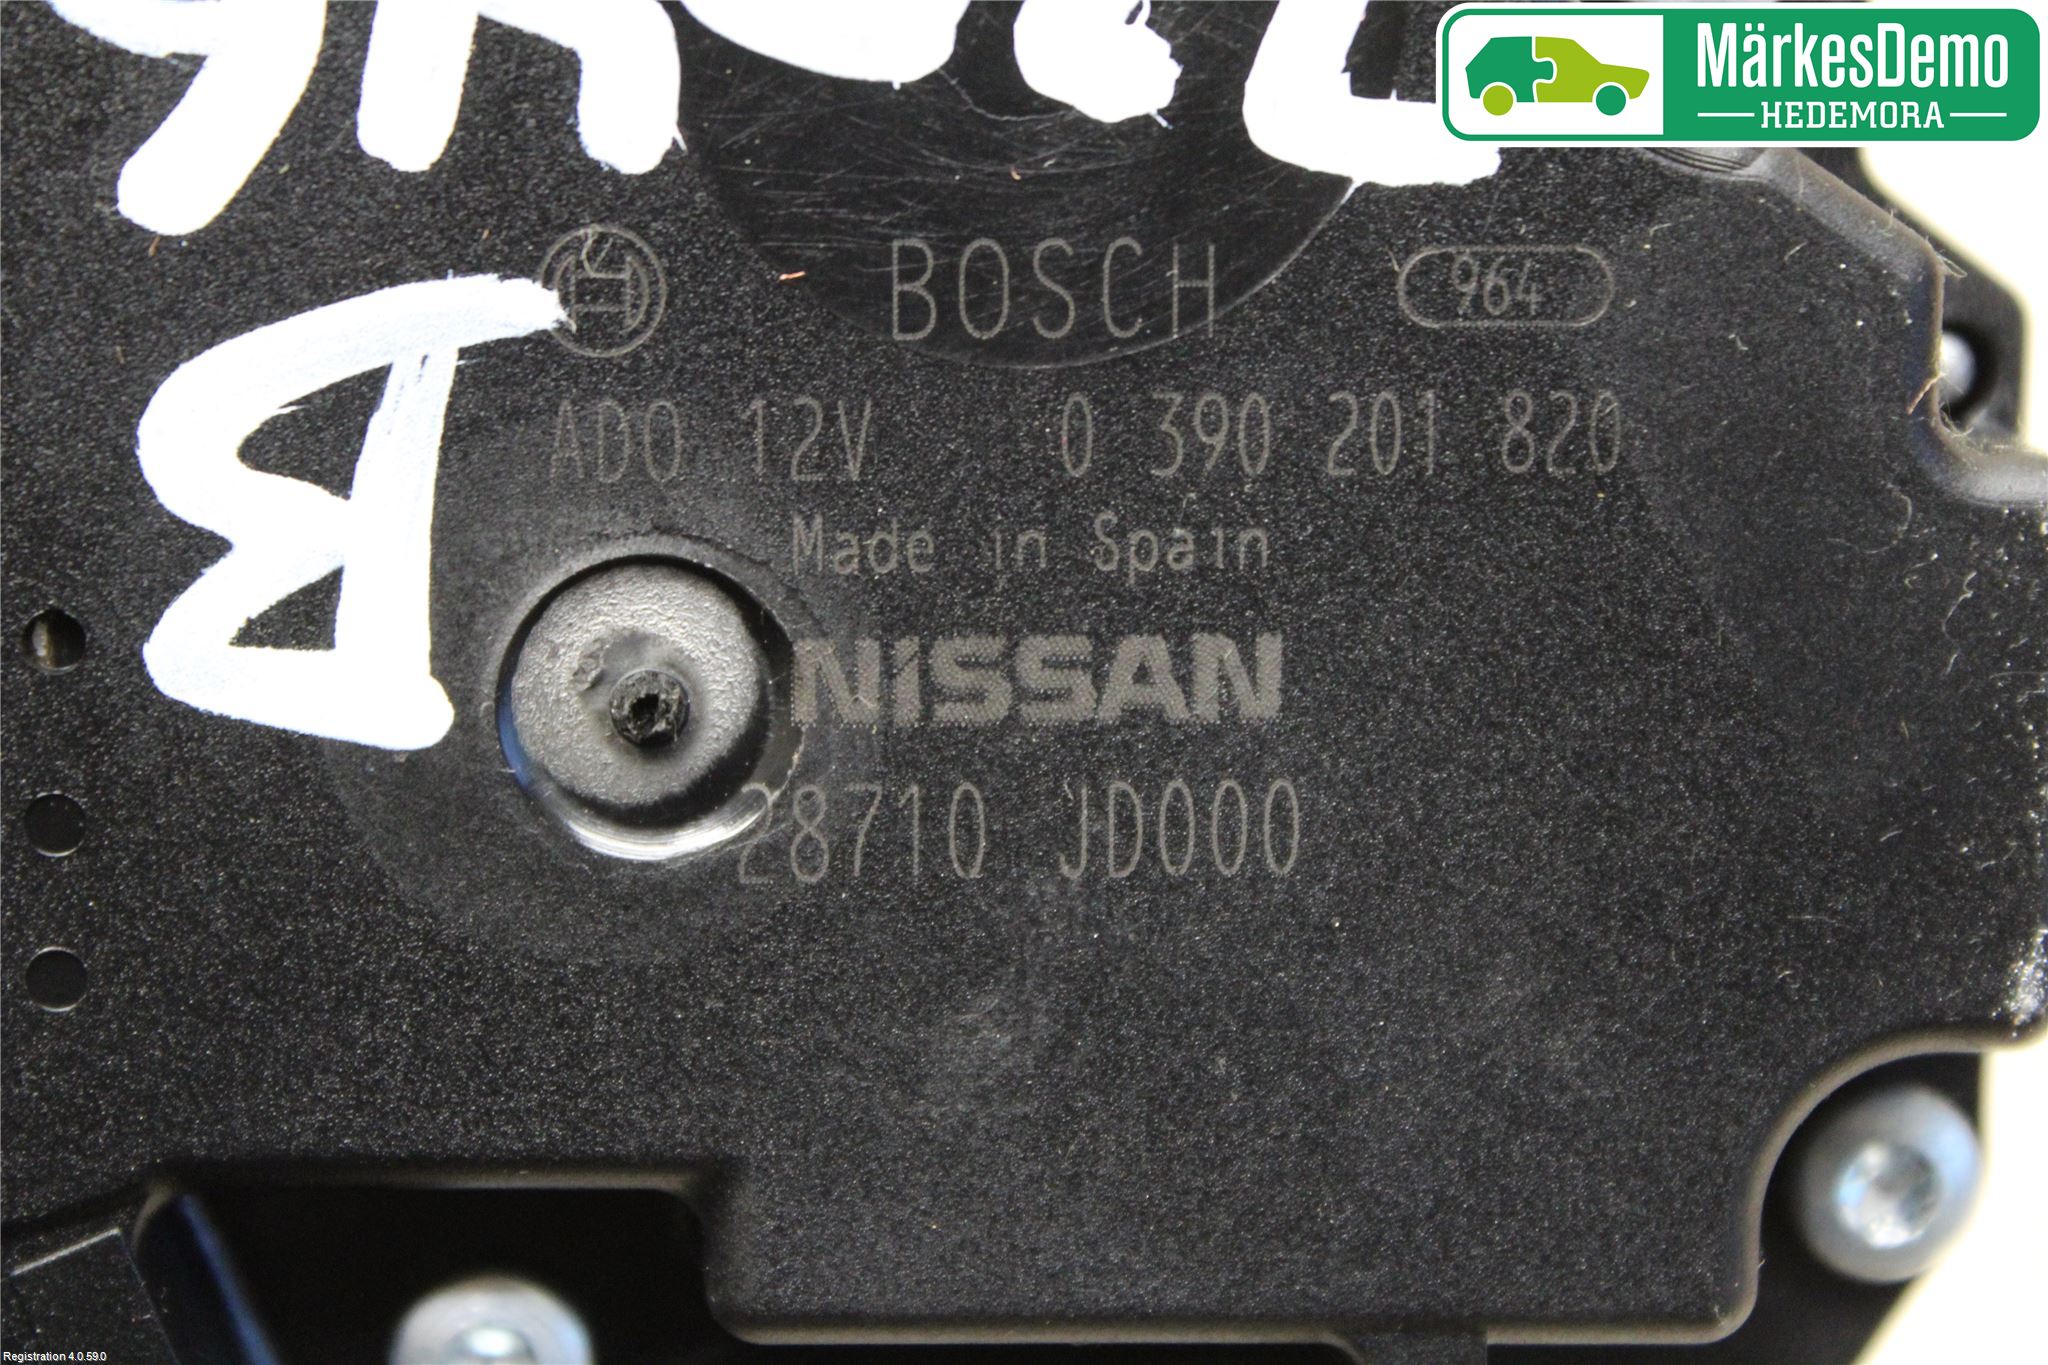 MärkesDemo
HEDEMORA
BOSCH
964
ADO 12V 0 390 201 820
Made in Spain
NISSAN
28710 JD000
B
Registration 4.0.59.0